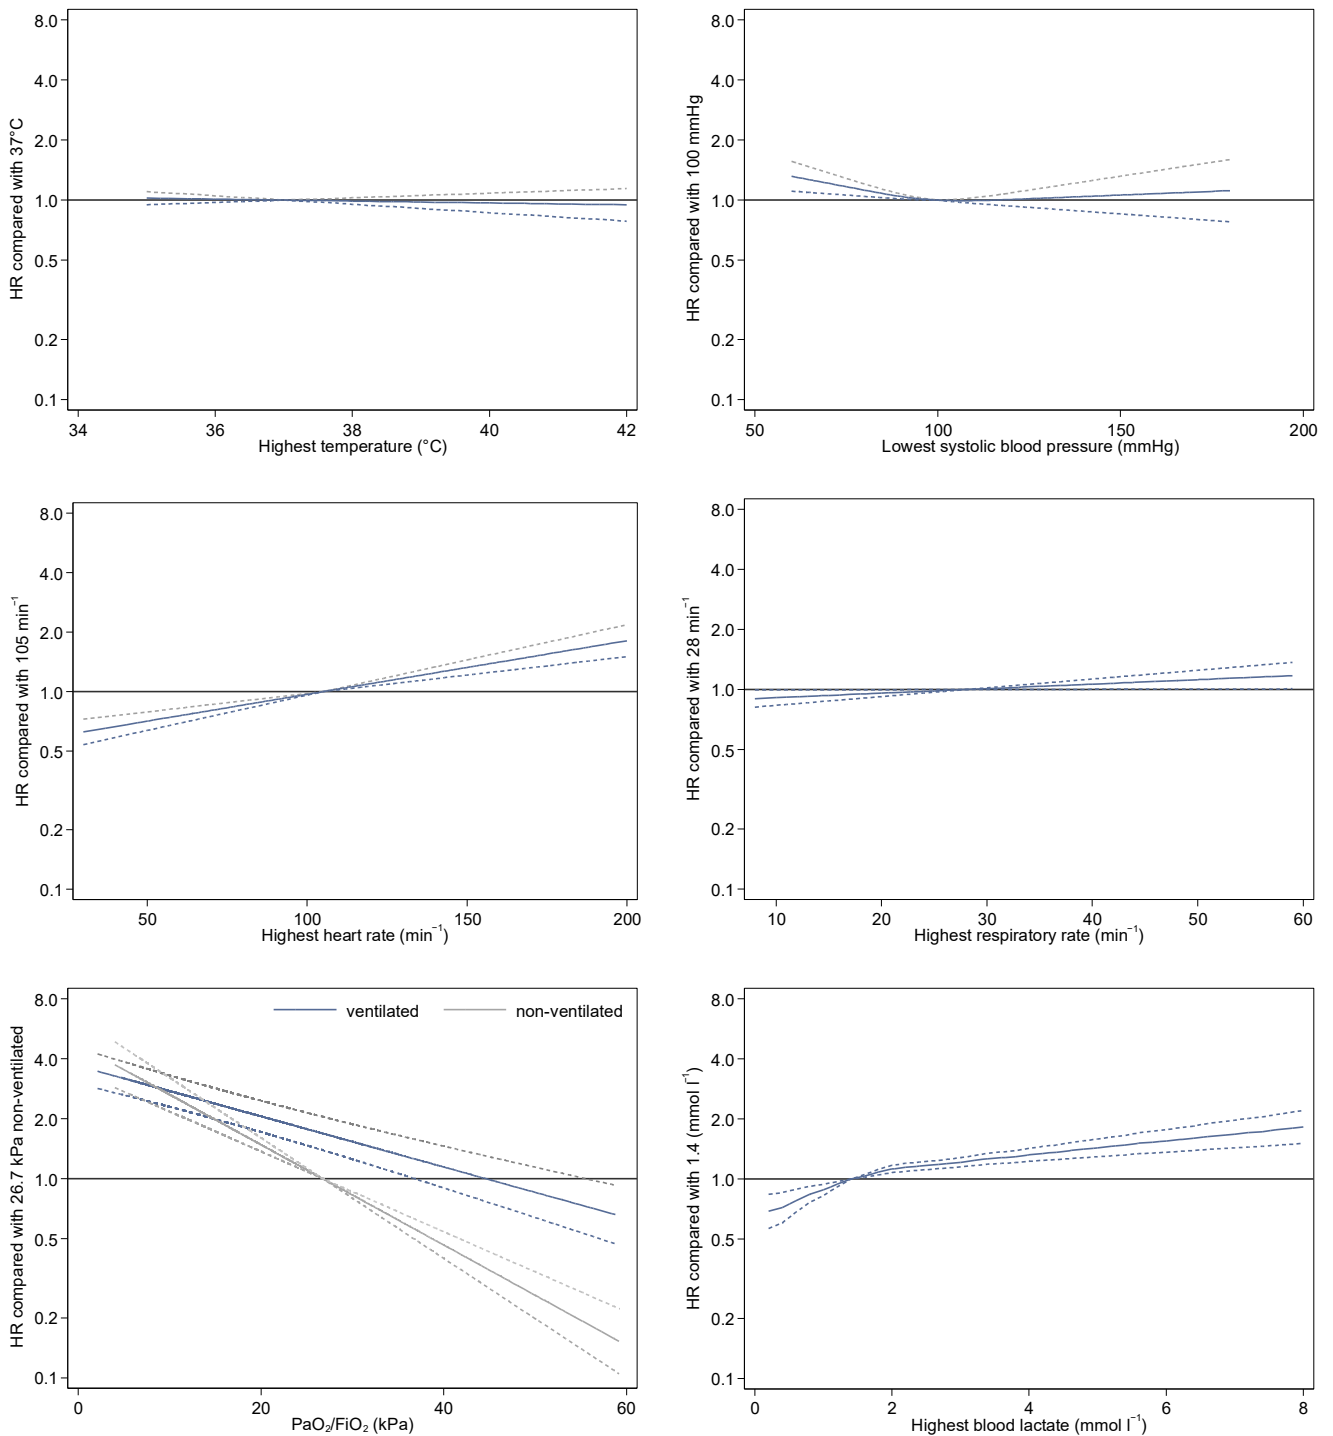 8.0
4.0
2.0
1.0
0.5
0.2
0.1
HR compared with 37°C
34 36 38 40 42
Highest temperature (°C)
8.0
4.0
2.0
1.0
0.5
0.2
0.1
HR compared with 100 mmHg
50 100 150 200
Lowest systolic blood pressure (mmHg)
8.0
4.0
2.0
1.0
0.5
0.2
0.1
HR compared with 105 min⁻¹
50 100 150 200
Highest heart rate (min⁻¹)
8.0
4.0
2.0
1.0
0.5
0.2
0.1
HR compared with 28 min⁻¹
10 20 30 40 50 60
Highest respiratory rate (min⁻¹)
ventilated non-ventilated
8.0
4.0
2.0
1.0
0.5
0.2
0.1
HR compared with 26.7 kPa non-ventilated
0 20 40 60
PaO₂/FiO₂ (kPa)
8.0
4.0
2.0
1.0
0.5
0.2
0.1
HR compared with 1.4 (mmol l⁻¹)
0 2 4 6 8
Highest blood lactate (mmol l⁻¹)